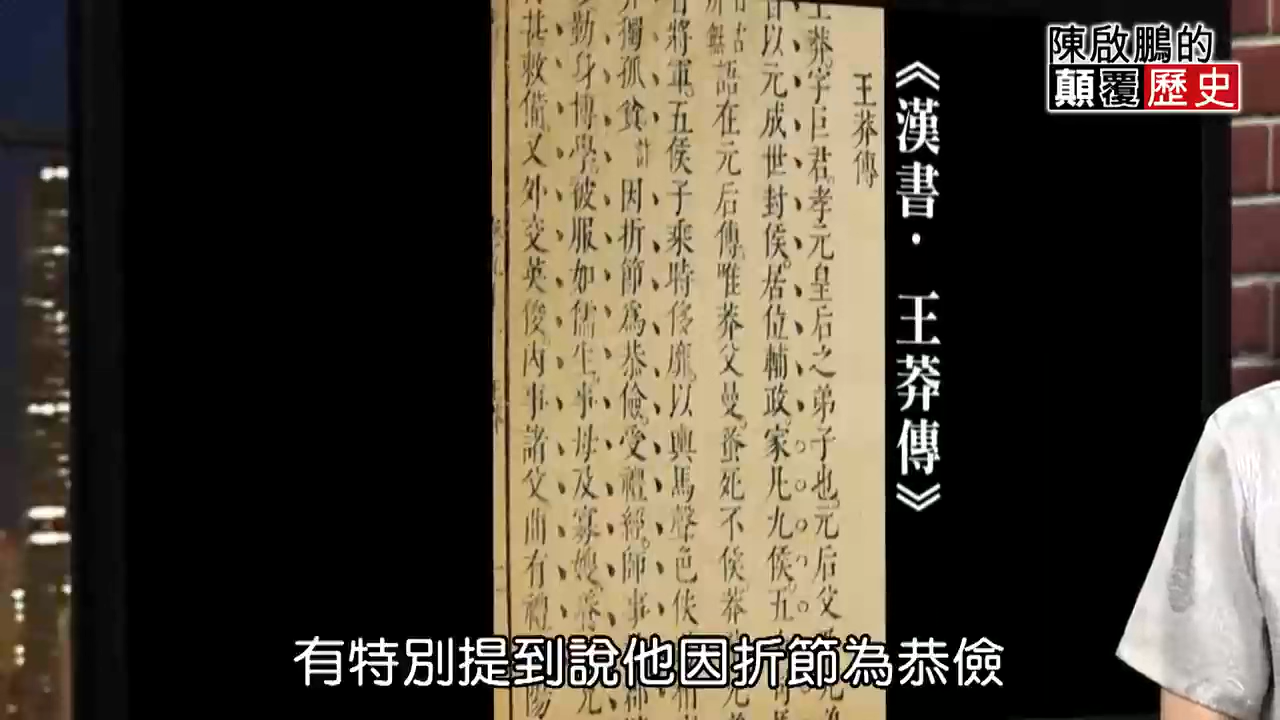 陳啟鵬的
顛覆歷史
《漢書·王莽傳》
王莽傳
王莽字巨君孝元皇后之弟子也元后父
以元成世封侯居位輔政家凡九侯五
語在元后傳唯莽父曼蚤死不侯莽
將軍五侯子乘時侈靡以輿馬聲色佚
獨孤貧計因折節爲恭儉受禮經師事
勤身博學被服如儒生事母及寡嫂養
甚敕備又外交英俊內事諸父曲有禮
有特別提到說他因折節為恭儉